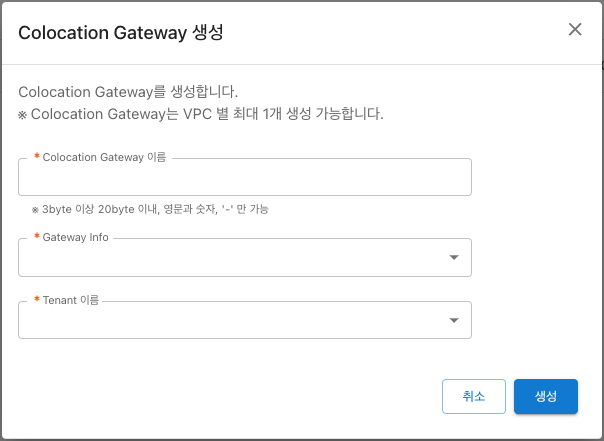 Colocation Gateway 생성
Colocation Gateway를 생성합니다.
※ Colocation Gateway는 VPC 별 최대 1개 생성 가능합니다.
* Colocation Gateway 이름
※ 3byte 이상 20byte 이내, 영문과 숫자, '-' 만 가능
* Gateway Info
* Tenant 이름
취소
생성